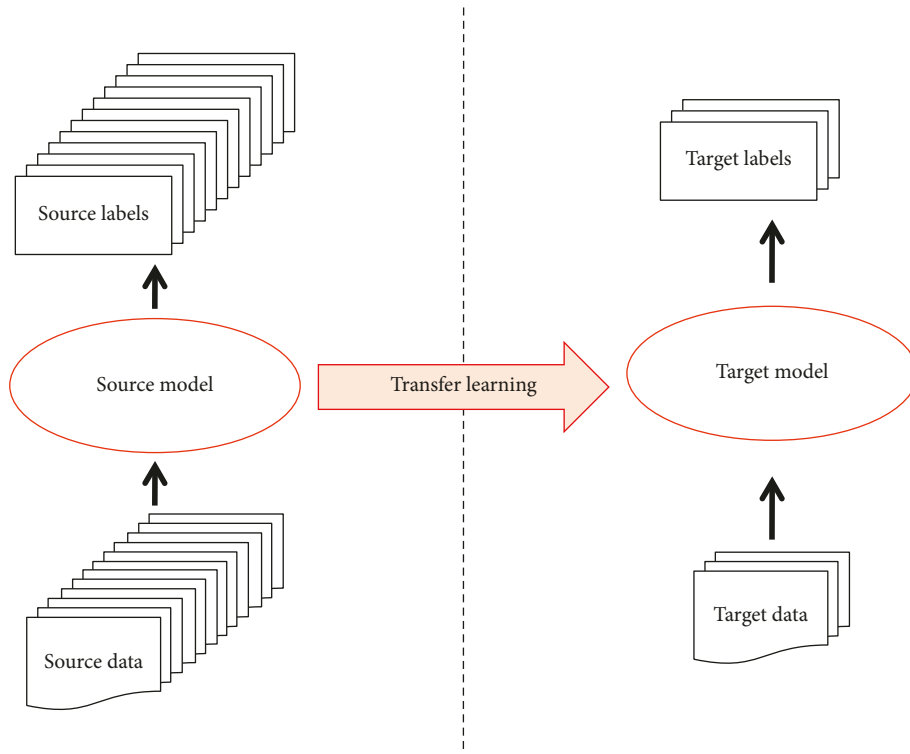 Source labels
Target labels
Source model
Transfer learning
Target model
Source data
Target data